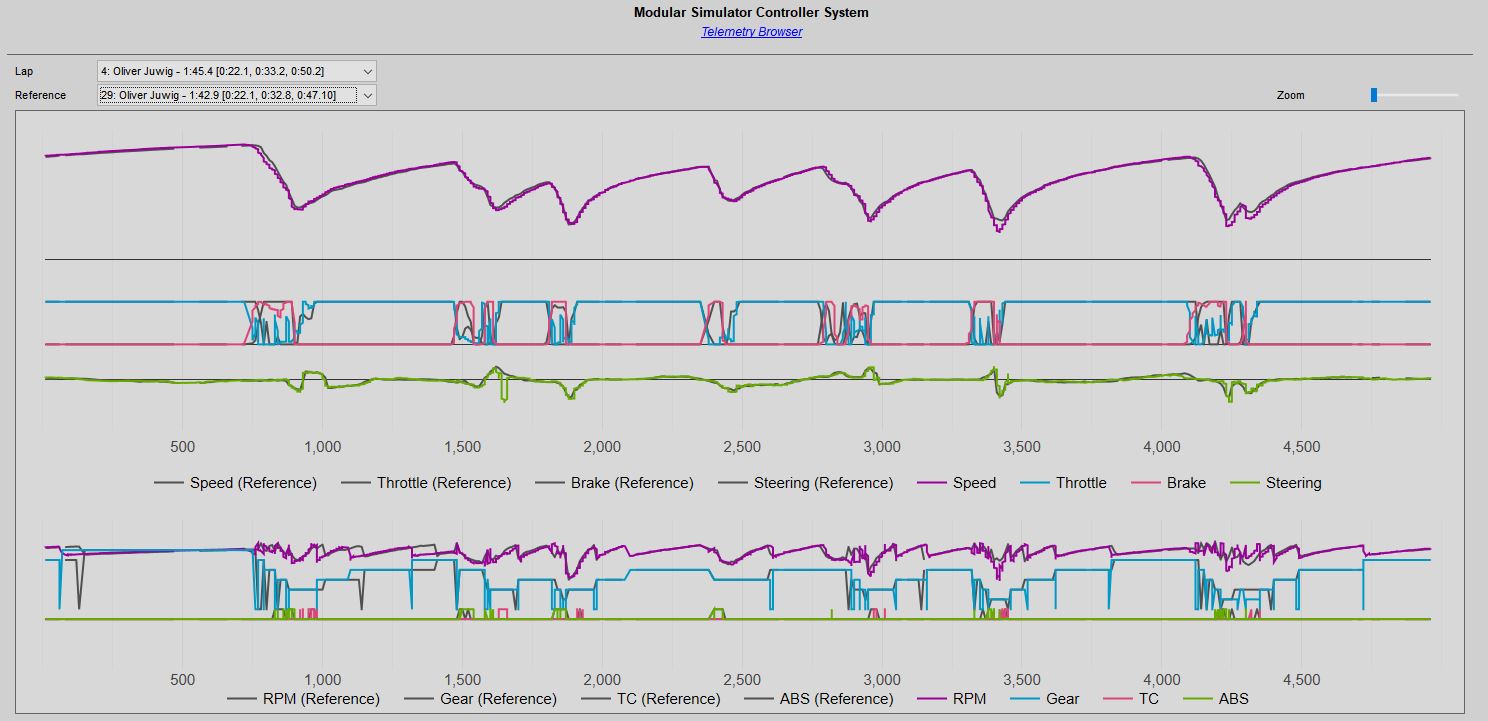 Modular Simulator Controller System
Telemetry Browser
Lap 4: Oliver Juwig - 1:45.4 [0:22.1, 0:33.2, 0:50.2]
Reference 29: Oliver Juwig - 1:42.9 [0:22.1, 0:32.8, 0:47.10] Zoom
500 1,000 1,500 2,000 2,500 3,000 3,500 4,000 4,500
Speed (Reference) Throttle (Reference) Brake (Reference) Steering (Reference) Speed Throttle Brake Steering
500 1,000 1,500 2,000 2,500 3,000 3,500 4,000 4,500
RPM (Reference) Gear (Reference) TC (Reference) ABS (Reference) RPM Gear TC ABS